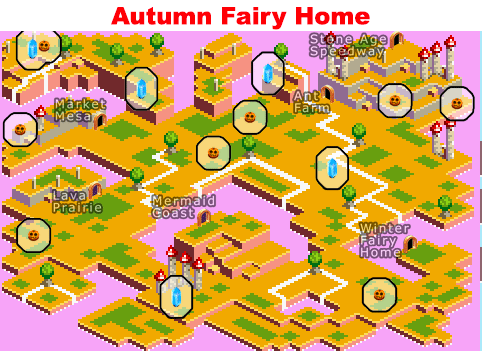 Autumn Fairy Home
Stone Age
Speedway
Market
Mesa
Ant
Farm
Lava
Prairie
Mermaid
Coast
Winter
Fairy
Home